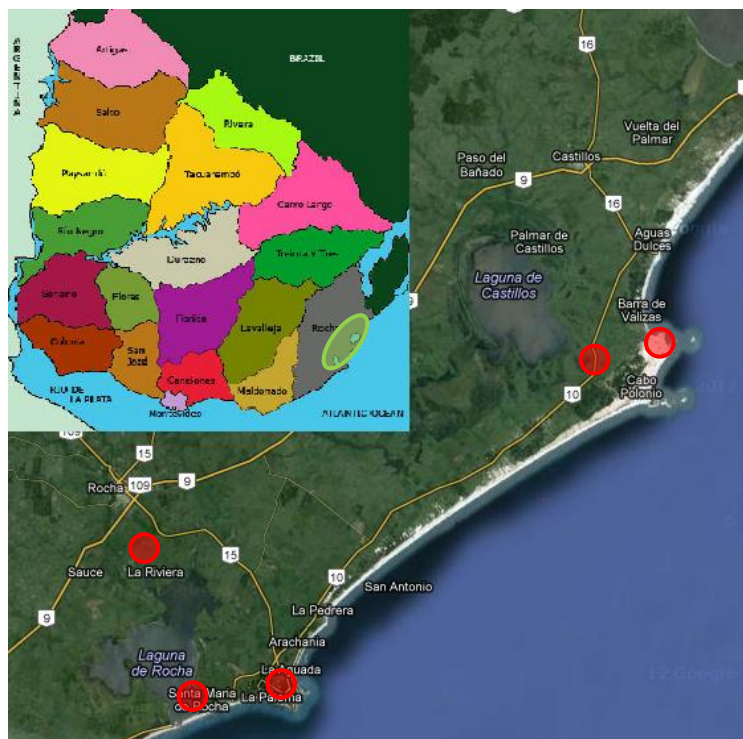 ARGENTINA
BRAZIL
Artigas
Salto
Rivera
Paysandú
Tacuarembó
Cerro Largo
Río Negro
Durazno
Treinta y Tres
Soriano
Flores
Florida
Lavalleja
Rocha
Colonia
San
José
Canelones
Maldonado
Montevideo
RIO DE
LA PLATA
ATLANTIC OCEAN
16
Vuelta del
Palmar
9
Paso del
Bañado
Castillos
9
16
Palmar de
Castillos
Aguas
Dulces
Laguna de
Castillos
9
Barra de
Valizas
10
Cabo
Polonio
109
15
Rocha
109
9
15
Sauce
La Riviera
10
San Antonio
9
La Pedrera
Arachania
Laguna
de Rocha
La Aguada
Santa Maria
de Rocha
La Paloma
Google